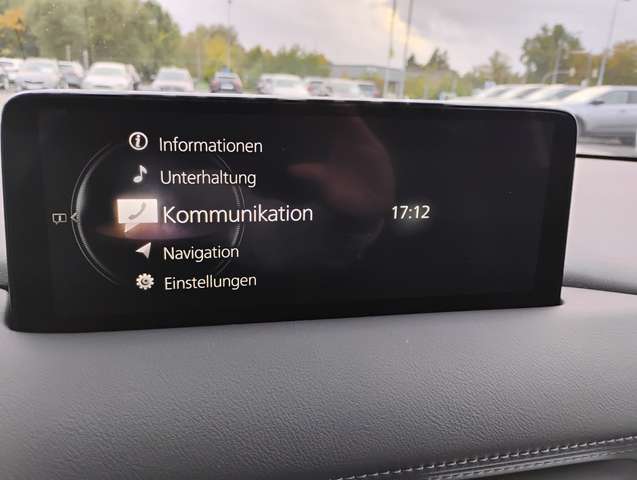 Informationen
Unterhaltung
Kommunikation 17:12
Navigation
Einstellungen